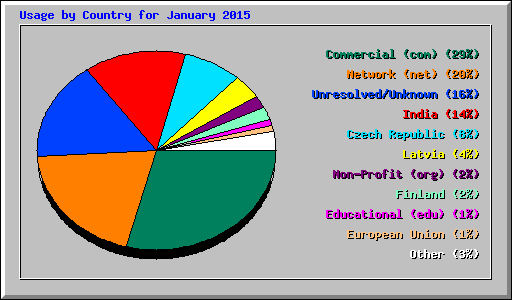 Usage by Country for January 2015
Commercial (com) (29%)
Network (net) (20%)
Unresolved/Unknown (16%)
India (14%)
Czech Republic (8%)
Latvia (4%)
Non-Profit (org) (2%)
Finland (2%)
Educational (edu) (1%)
European Union (1%)
Other (3%)